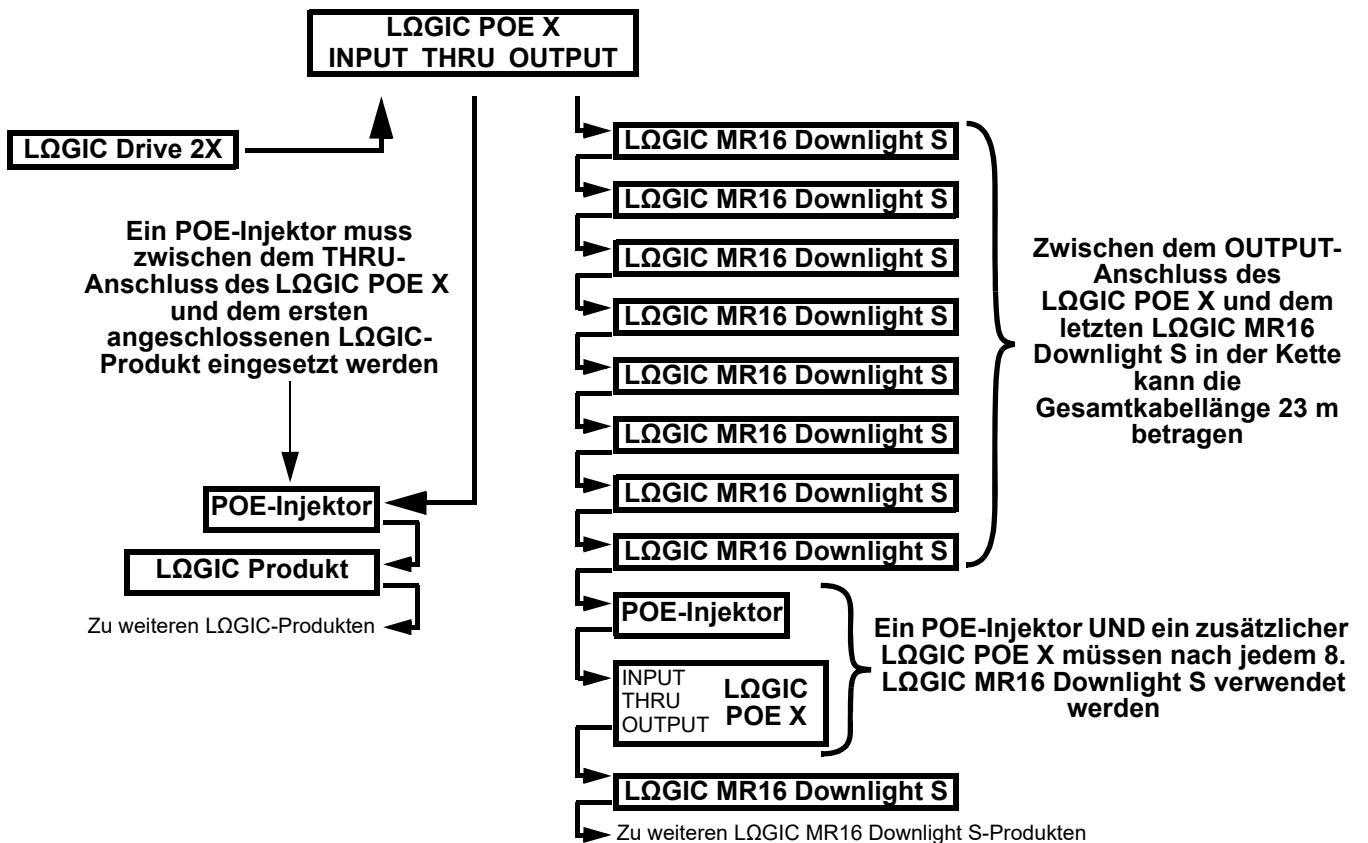 LΩGIC POE X
INPUT THRU OUTPUT
LΩGIC Drive 2X
Ein POE-Injektor muss
zwischen dem THRU-
Anschluss des LΩGIC POE X
und dem ersten
angeschlossenen LΩGIC-
Produkt eingesetzt werden
POE-Injektor
LΩGIC Produkt
Zu weiteren LΩGIC-Produkten
LΩGIC MR16 Downlight S
LΩGIC MR16 Downlight S
LΩGIC MR16 Downlight S
LΩGIC MR16 Downlight S
LΩGIC MR16 Downlight S
LΩGIC MR16 Downlight S
LΩGIC MR16 Downlight S
LΩGIC MR16 Downlight S
Zwischen dem OUTPUT-
Anschluss des
LΩGIC POE X und dem
letzten LΩGIC MR16
Downlight S in der Kette
kann die
Gesamtkabellänge 23 m
betragen
POE-Injektor
INPUT
THRU
OUTPUT
LΩGIC
POE X
Ein POE-Injektor UND ein zusätzlicher
LΩGIC POE X müssen nach jedem 8.
LΩGIC MR16 Downlight S verwendet
werden
LΩGIC MR16 Downlight S
Zu weiteren LΩGIC MR16 Downlight S-Produkten